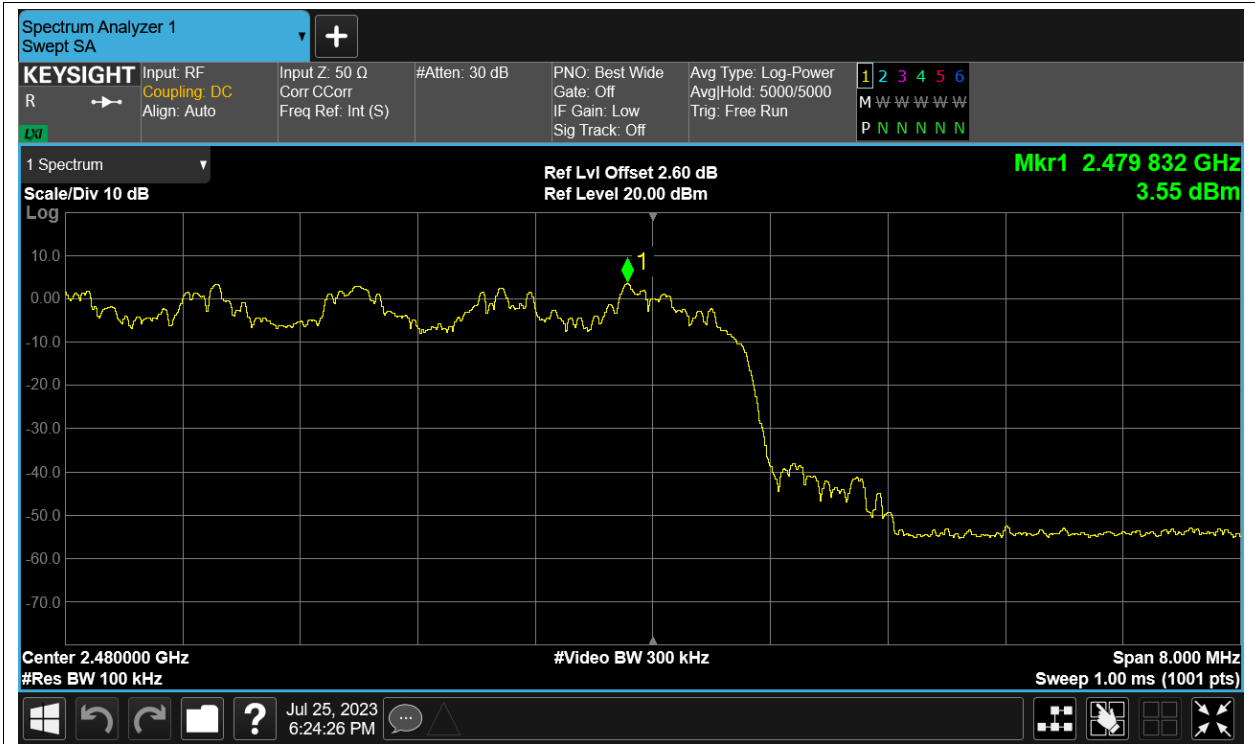 Spectrum Analyzer 1
Swept SA
+
KEYSIGHT
R
LXI
Input: RF
Coupling: DC
Align: Auto
Input Z: 50 Ω
Corr CCorr
Freq Ref: Int (S)
#Atten: 30 dB
PNO: Best Wide
Gate: Off
IF Gain: Low
Sig Track: Off
Avg Type: Log-Power
Avg|Hold: 5000/5000
Trig: Free Run
1 2 3 4 5 6
M W W W W W
P N N N N N
1 Spectrum
Scale/Div 10 dB
Log
Ref Lvl Offset 2.60 dB
Ref Level 20.00 dBm
Mkr1 2.479 832 GHz
3.55 dBm
1
10.0
0.00
-10.0
-20.0
-30.0
-40.0
-50.0
-60.0
-70.0
Center 2.480000 GHz
#Res BW 100 kHz
#Video BW 300 kHz
Span 8.000 MHz
Sweep 1.00 ms (1001 pts)
?
Jul 25, 2023
6:24:26 PM